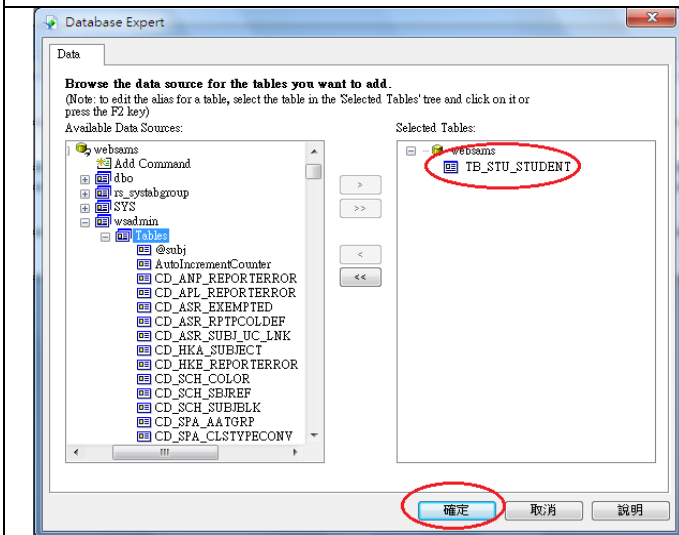 Database Expert
Data
Browse the data source for the tables you want to add.
(Note: to edit the alias for a table, select the table in the 'Selected Tables' tree and click on it or
press the F2 key)
Available Data Sources:
Selected Tables:
websams
Add Command
dbo
rs_systabgroup
SYS
wsadmin
Tables
@subj
AutoIncrementCounter
CD_ANP_REPORTERROR
CD_APL_REPORTERROR
CD_ASR_EXEMPTED
CD_ASR_RPTPCOLDEF
CD_ASR_SUBJ_UC_LNK
CD_HKA_SUBJECT
CD_HKE_REPORTERROR
CD_SCH_COLOR
CD_SCH_SBJREF
CD_SCH_SUBJBLK
CD_SPA_AATGRP
CD_SPA_CLSTYPECONV
>
>>
<
<<
websams
TB_STU_STUDENT
確定
取消
說明